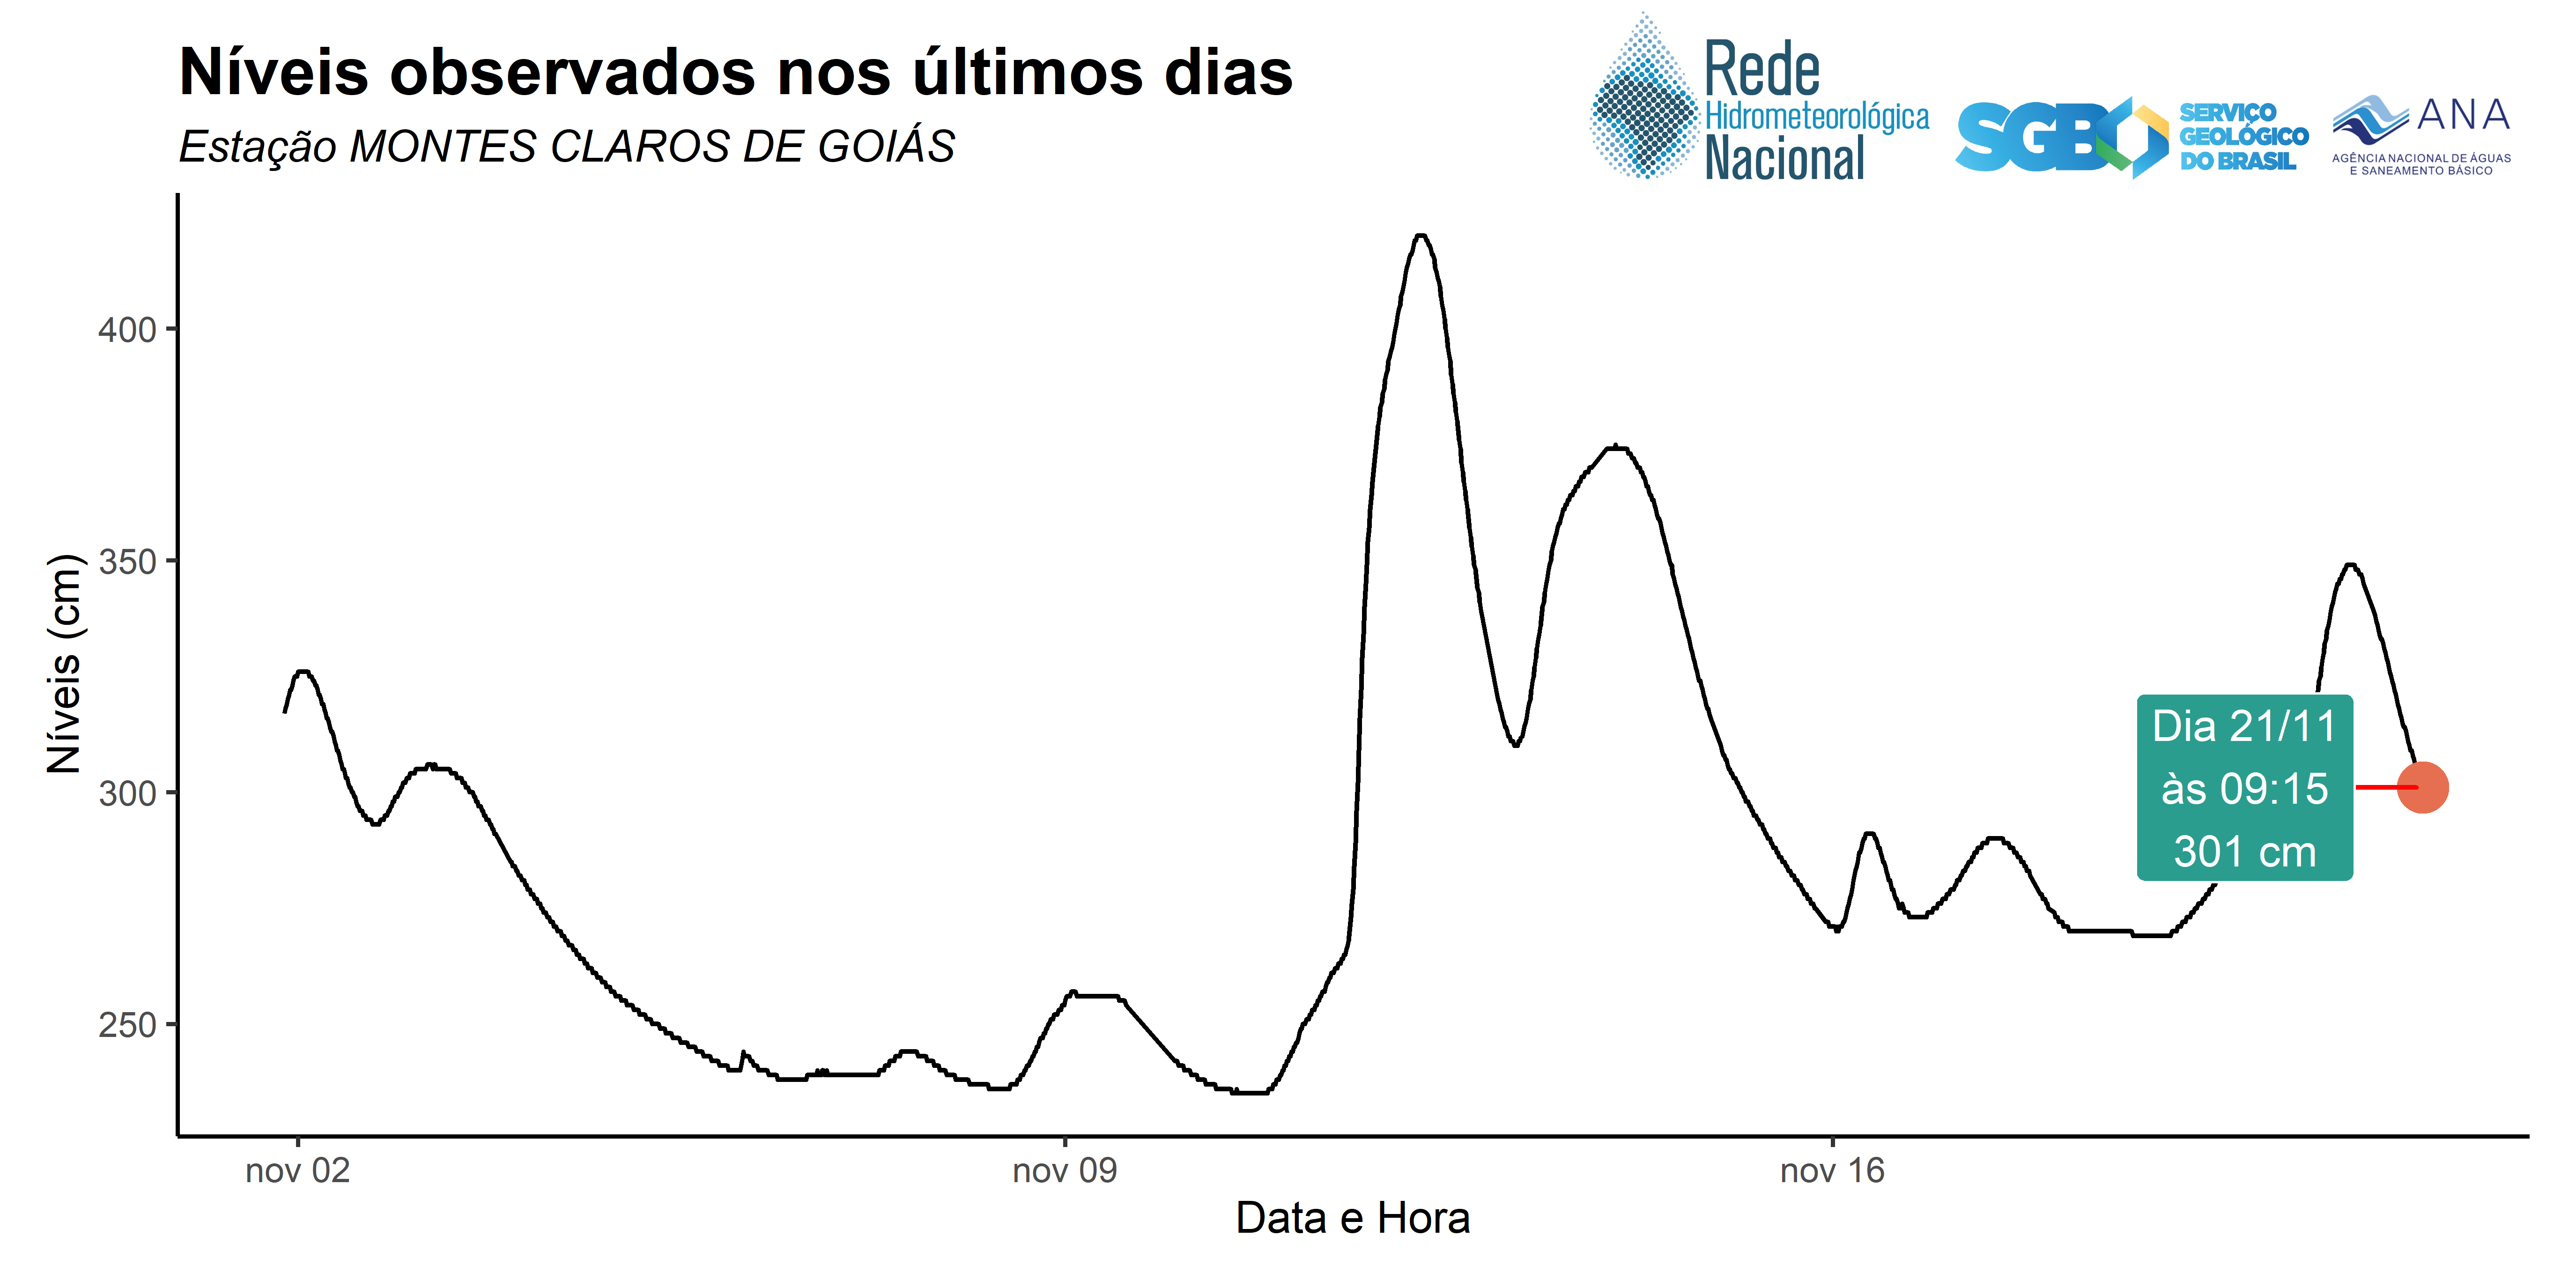 Níveis observados nos últimos dias
Estação MONTES CLAROS DE GOIÁS
Rede
Hidrometeorológica
Nacional
SGB
SERVIÇO
GEOLÓGICO
DO BRASIL
ANA
AGÊNCIA NACIONAL DE ÁGUAS
E SANEAMENTO BÁSICO
Níveis (cm)
400
350
300
250
Dia 21/11
às 09:15
301 cm
nov 02
nov 09
nov 16
Data e Hora